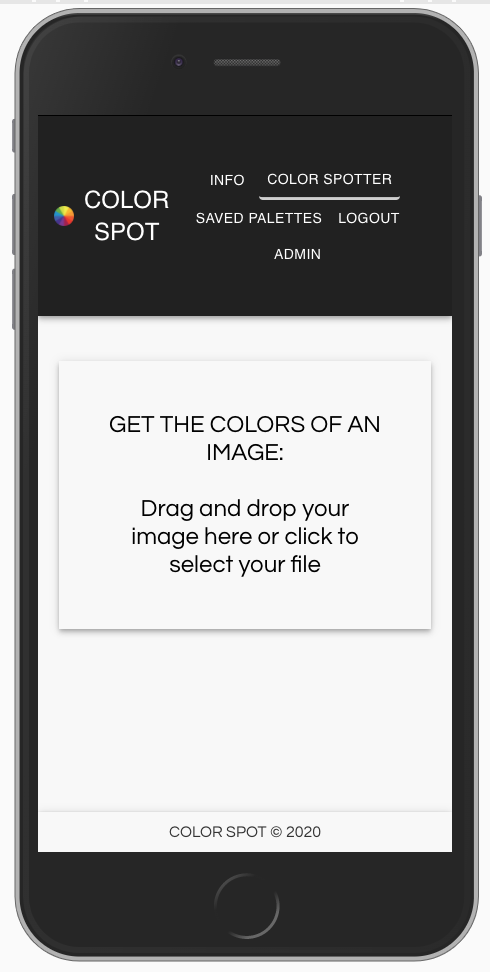 COLOR
SPOT
INFO COLOR SPOTTER
SAVED PALETTES LOGOUT
ADMIN
GET THE COLORS OF AN
IMAGE:
Drag and drop your
image here or click to
select your file
COLOR SPOT © 2020